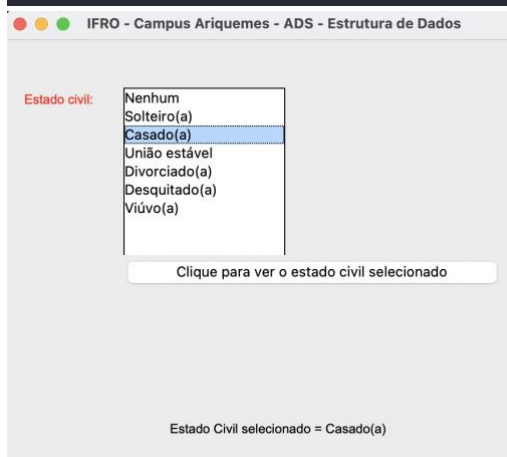 IFRO - Campus Ariquemes - ADS - Estrutura de Dados
Estado civil:
Nenhum
Solteiro(a)
Casado(a)
União estável
Divorciado(a)
Desquitado(a)
Viúvo(a)
Clique para ver o estado civil selecionado
Estado Civil selecionado = Casado(a)